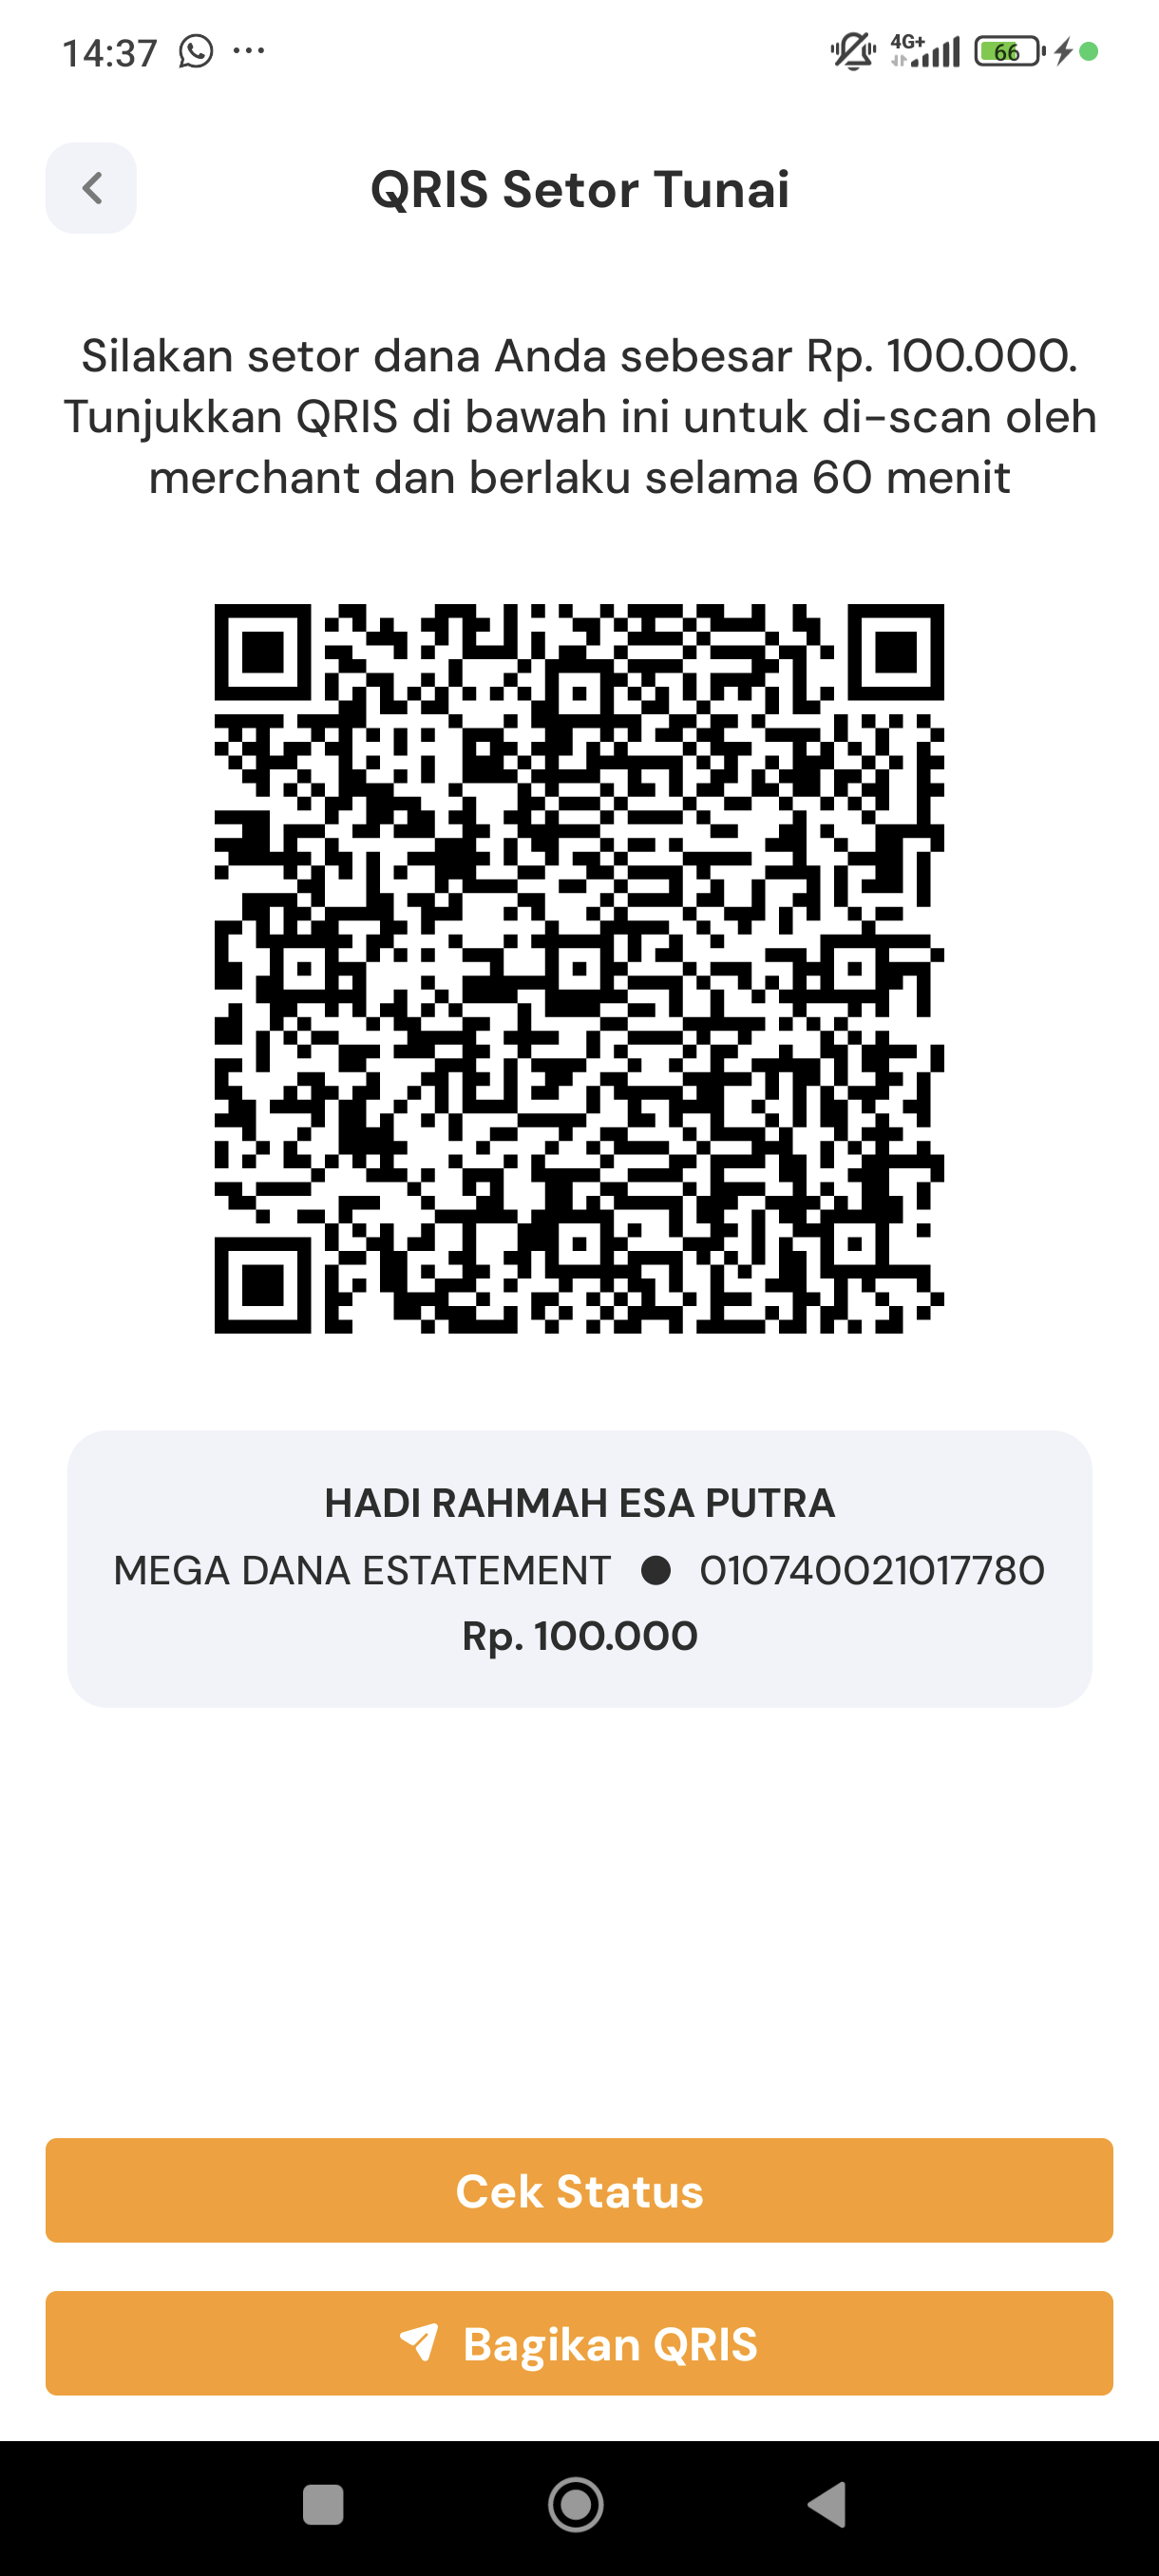 14:37
4G+
66
QRIS Setor Tunai
Silakan setor dana Anda sebesar Rp. 100.000.
Tunjukkan QRIS di bawah ini untuk di-scan oleh
merchant dan berlaku selama 60 menit
HADI RAHMAH ESA PUTRA
MEGA DANA ESTATEMENT ● 010740021017780
Rp. 100.000
Cek Status
Bagikan QRIS